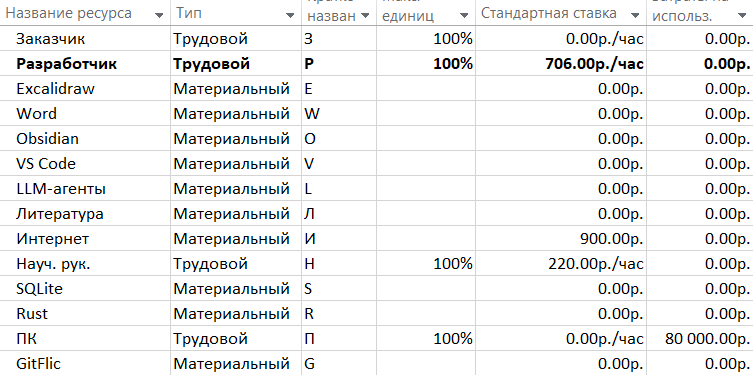 Название ресурса Тип назван единиц Стандартная ставка использ.
Заказчик Трудовой З 100% 0.00р./час 0.00р.
Разработчик Трудовой Р 100% 706.00р./час 0.00р.
Excalidraw Материальный E 0.00р. 0.00р.
Word Материальный W 0.00р. 0.00р.
Obsidian Материальный O 0.00р. 0.00р.
VS Code Материальный V 0.00р. 0.00р.
LLM-агенты Материальный L 0.00р. 0.00р.
Литература Материальный Л 0.00р. 0.00р.
Интернет Материальный И 900.00р. 0.00р.
Науч. рук. Трудовой Н 100% 220.00р./час 0.00р.
SQLite Материальный S 0.00р. 0.00р.
Rust Материальный R 0.00р. 0.00р.
ПК Трудовой П 100% 0.00р./час 80 000.00р.
GitFlic Материальный G 0.00р. 0.00р.